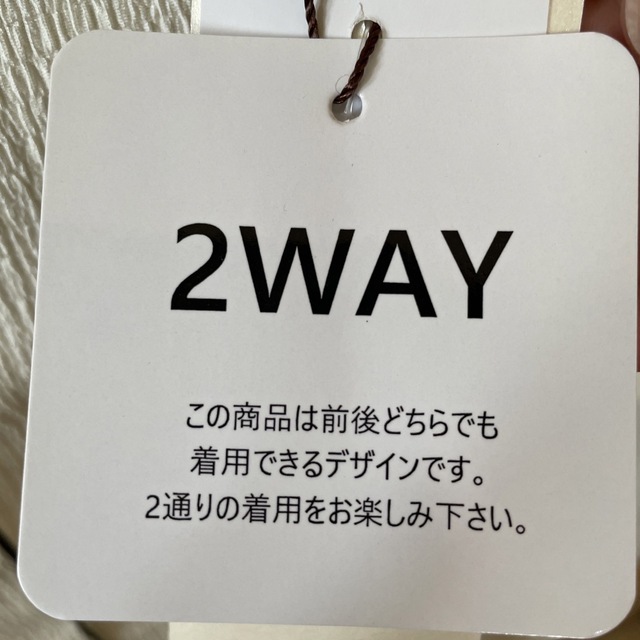 2WAY
この商品は前後どちらでも
着用できるデザインです。
2通りの着用をお楽しみ下さい。